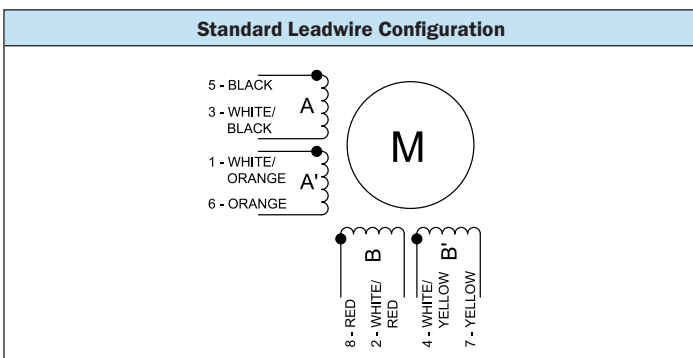 Standard Leadwire Configuration
5 - BLACK
A
3 - WHITE/
BLACK
1 - WHITE/
ORANGE
A'
6 - ORANGE
M
B
B'
8 - RED
2 - WHITE/
RED
4 - WHITE/
YELLOW
7 - YELLOW